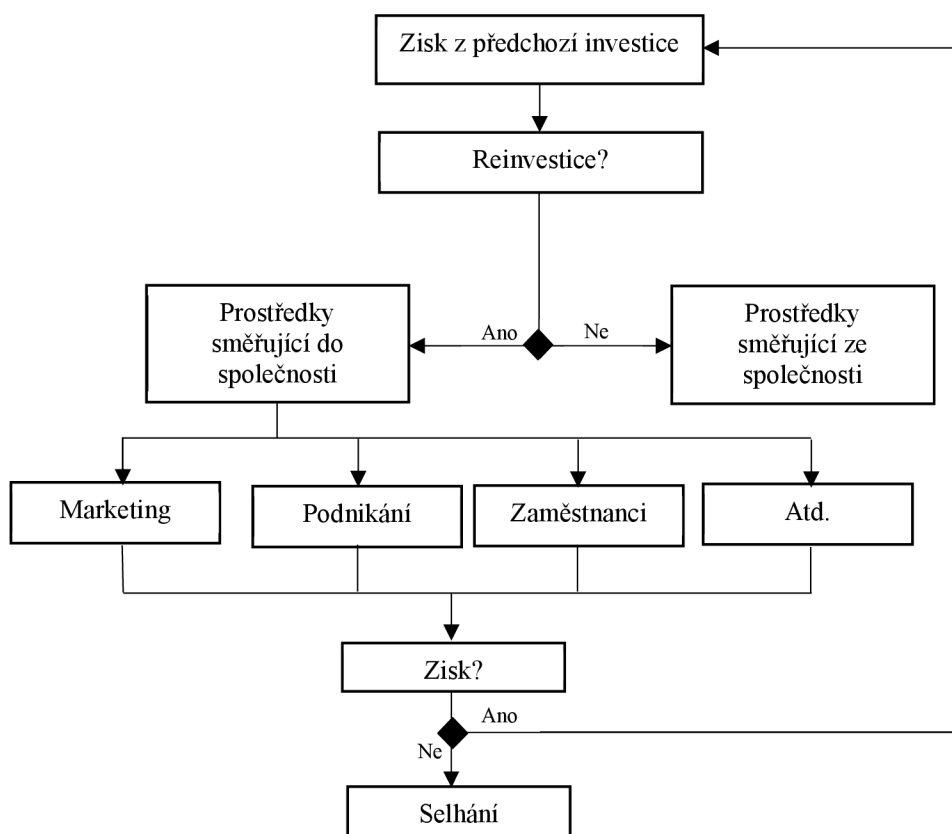 Zisk z předchozí investice
Reinvestice?
Prostředky
směřující do
společnosti
Ano
Ne
Prostředky
směřující ze
společnosti
Marketing
Podnikání
Zaměstnanci
Atd.
Zisk?
Ano
Ne
Selhání